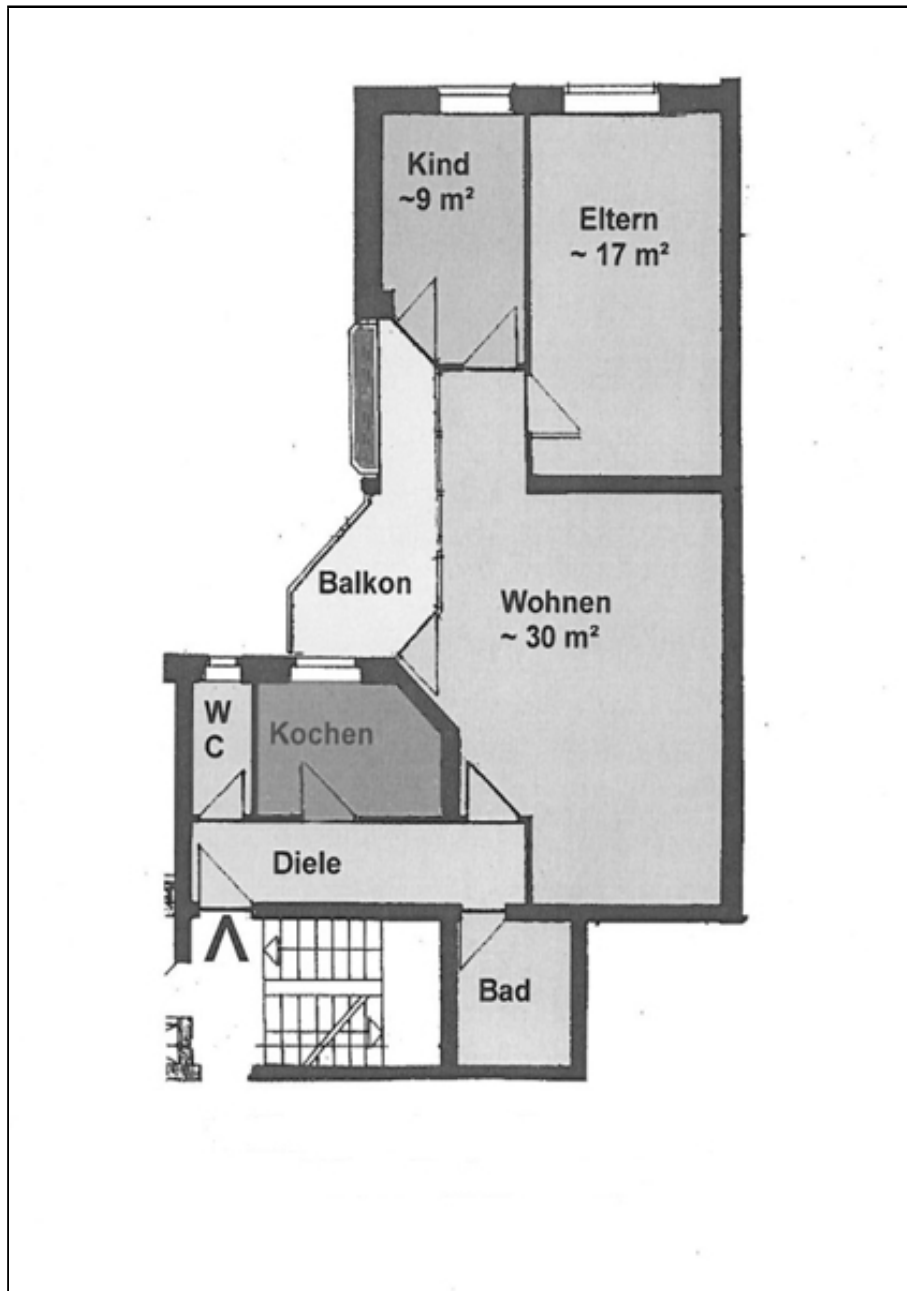 Kind
~9 m²
Eltern
~ 17 m²
Balkon
Wohnen
~ 30 m²
W
C
Kochen
Diele
Bad